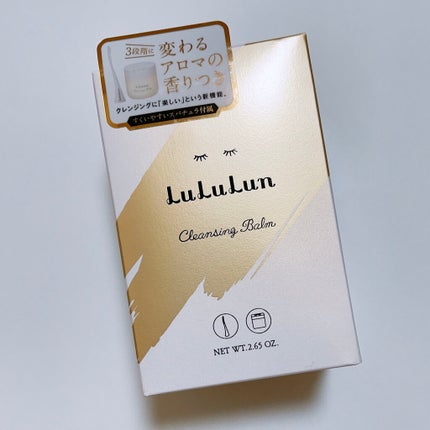 3段階に変わる
アロマの
香りつき
クレンジングに「楽しい」という新機能。
すくいやすいスパチュラ付属
LuLuLun
Cleansing Balm
NET WT. 2.65 OZ.